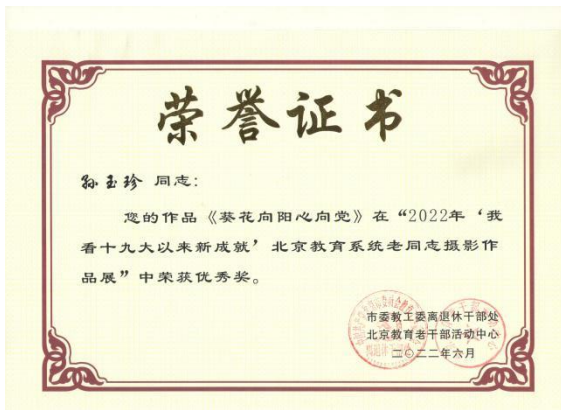 荣誉证书
孙玉珍 同志：
您的作品《葵花向阳心向党》在“2022年‘我
看十九大以来新成就’北京教育系统老同志摄影作
品展”中荣获优秀奖。
市委教工委离退休干部处
北京教育老干部活动中心
二〇二二年六月